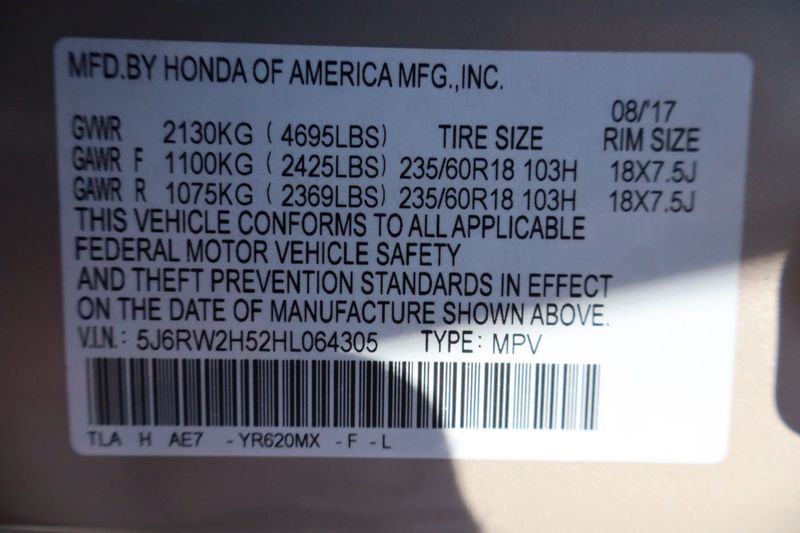 MFD.BY HONDA OF AMERICA MFG.,INC.
08/'17
GVWR 2130KG ( 4695LBS) TIRE SIZE RIM SIZE
GAWR F 1100KG ( 2425LBS) 235/60R18 103H 18X7.5J
GAWR R 1075KG ( 2369LBS) 235/60R18 103H 18X7.5J
THIS VEHICLE CONFORMS TO ALL APPLICABLE
FEDERAL MOTOR VEHICLE SAFETY
AND THEFT PREVENTION STANDARDS IN EFFECT
ON THE DATE OF MANUFACTURE SHOWN ABOVE.
V.I.N.: 5J6RW2H52HL064305 TYPE: MPV
TLA H AE7 - YR620MX - F - L